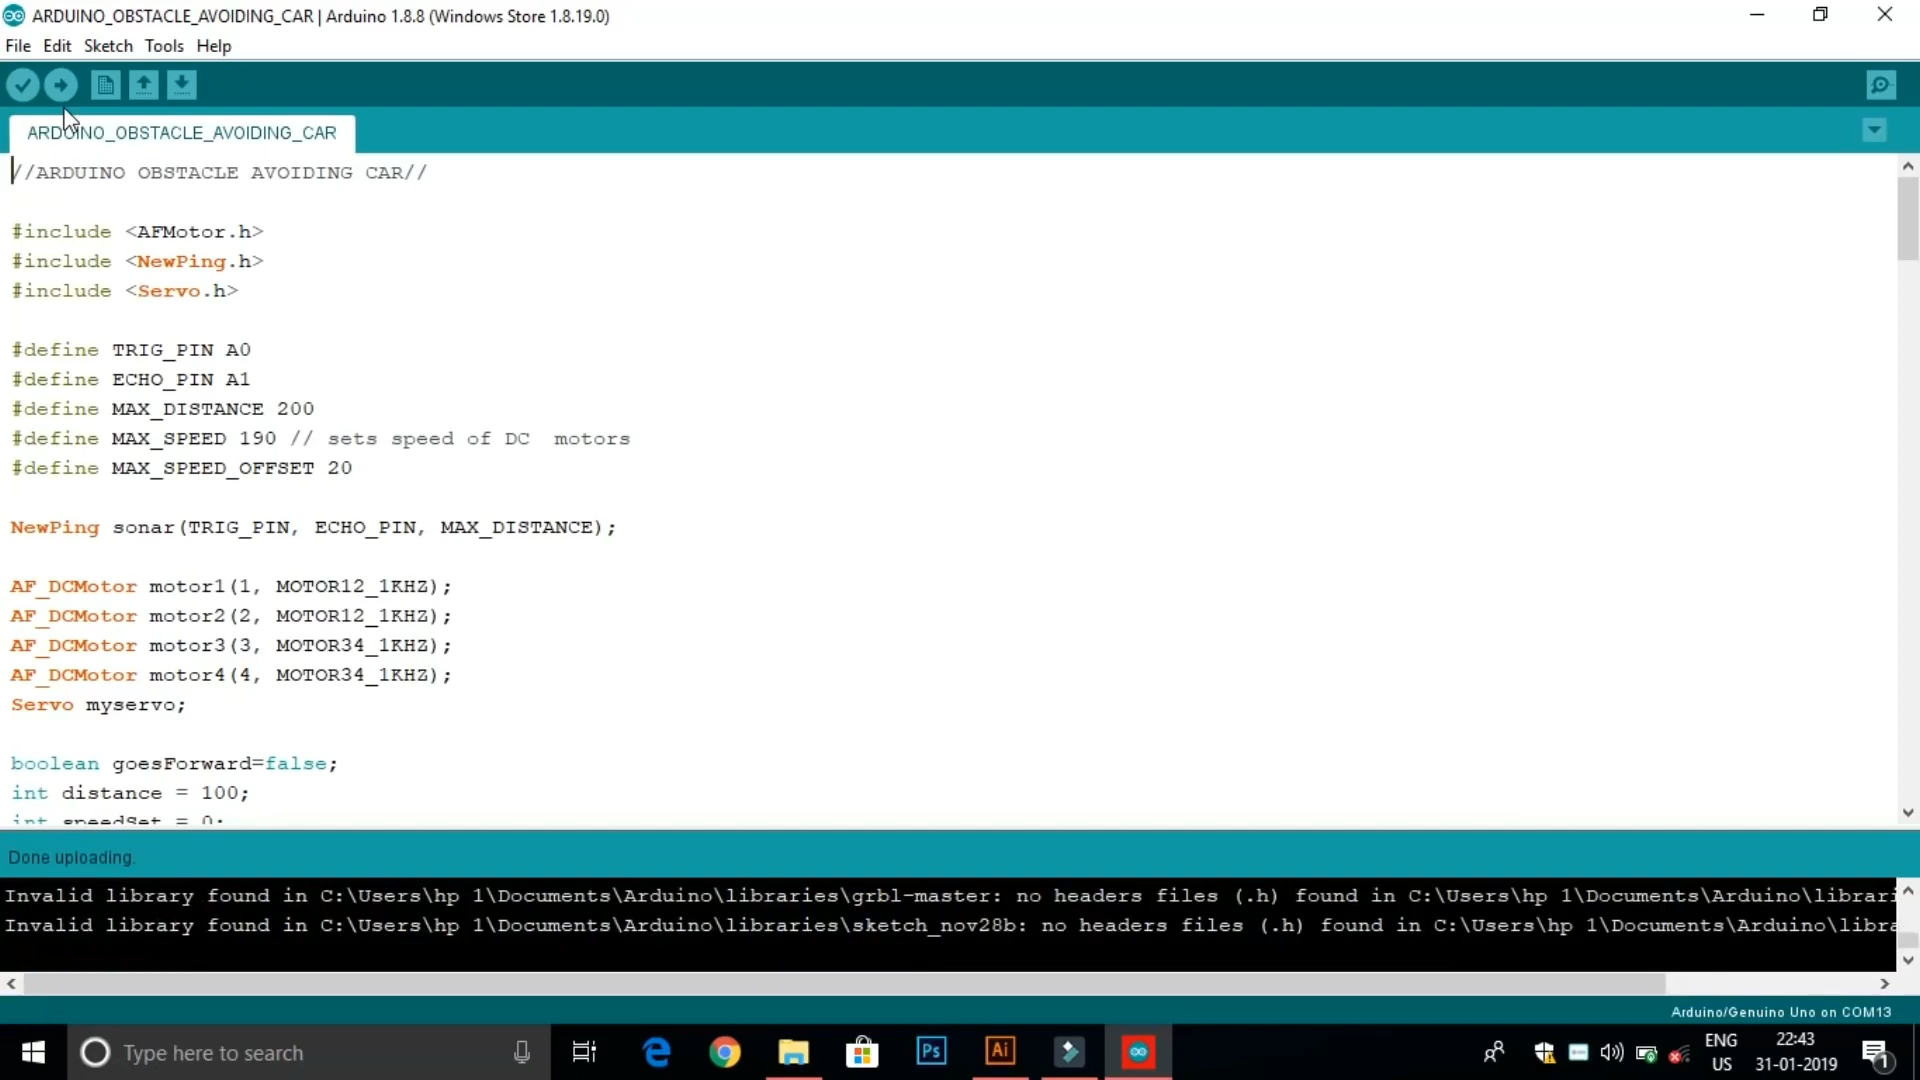 ARDUINO_OBSTACLE_AVOIDING_CAR | Arduino 1.8.8 (Windows Store 1.8.19.0)
File Edit Sketch Tools Help
ARDUINO_OBSTACLE_AVOIDING_CAR
//ARDUINO OBSTACLE AVOIDING CAR//
#include <AFMotor.h>
#include <NewPing.h>
#include <Servo.h>
#define TRIG_PIN A0
#define ECHO_PIN A1
#define MAX_DISTANCE 200
#define MAX_SPEED 190 // sets speed of DC  motors
#define MAX_SPEED_OFFSET 20
NewPing sonar(TRIG_PIN, ECHO_PIN, MAX_DISTANCE);
AF_DCMotor motor1(1, MOTOR12_1KHZ);
AF_DCMotor motor2(2, MOTOR12_1KHZ);
AF_DCMotor motor3(3, MOTOR34_1KHZ);
AF_DCMotor motor4(4, MOTOR34_1KHZ);
Servo myservo;
boolean goesForward=false;
int distance = 100;
int speedSet = 0;
Done uploading.
Invalid library found in C:\Users\hp 1\Documents\Arduino\libraries\grbl-master: no headers files (.h) found in C:\Users\hp 1\Documents\Arduino\librari
Invalid library found in C:\Users\hp 1\Documents\Arduino\libraries\sketch_nov28b: no headers files (.h) found in C:\Users\hp 1\Documents\Arduino\libra
Arduino/Genuino Uno on COM13
Type here to search
Ps
Ai
ENG
US
22:43
31-01-2019
1